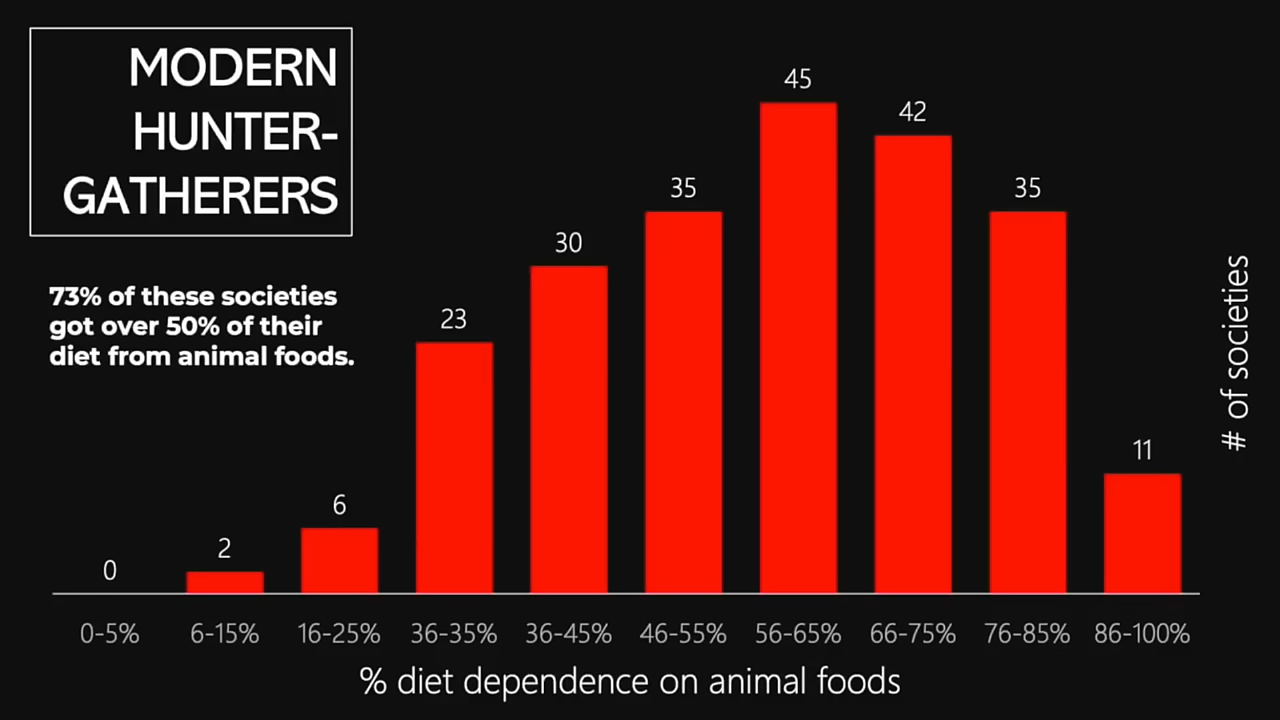 MODERN
HUNTER-
GATHERERS
73% of these societies
got over 50% of their
diet from animal foods.
0
2
6
23
30
35
45
42
35
11
0-5%
6-15%
16-25%
36-35%
36-45%
46-55%
56-65%
66-75%
76-85%
86-100%
% diet dependence on animal foods
# of societies